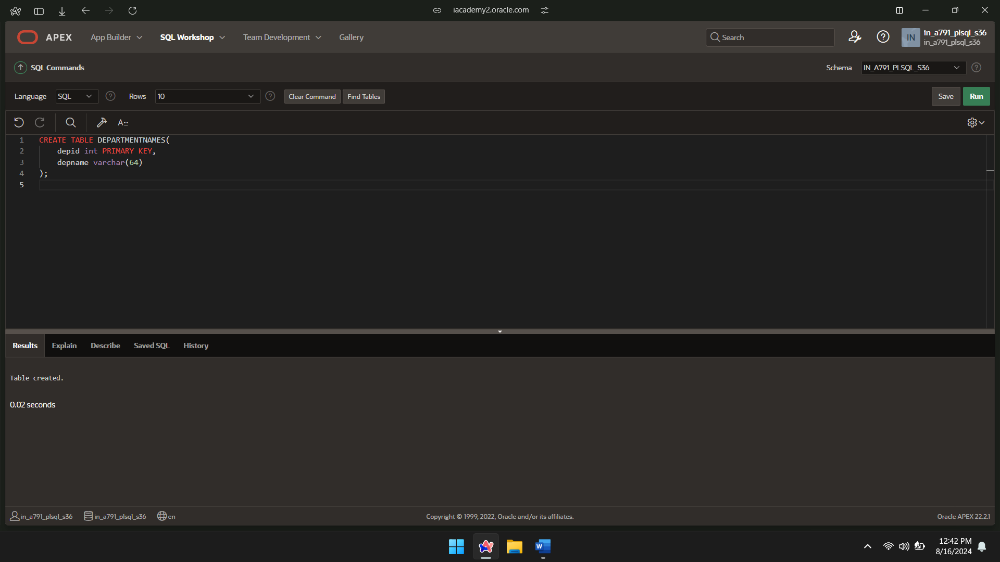 iacademy2.oracle.com
APEX App Builder SQL Workshop Team Development Gallery Search IN in_a791_plsql_s36
in_a791_plsql_s36
SQL Commands Schema IN_A791_PLSQL_S36
Language SQL Rows 10 Clear Command Find Tables Save Run
1 CREATE TABLE DEPARTMENTNAMES(
2 depid int PRIMARY KEY,
3 depname varchar(64)
4 );
5
Results Explain Describe Saved SQL History
Table created.
0.02 seconds
in_a791_plsql_s36 in_a791_plsql_s36 en Copyright © 1999, 2022, Oracle and/or its affiliates. Oracle APEX 22.2.1
12:42 PM
8/16/2024